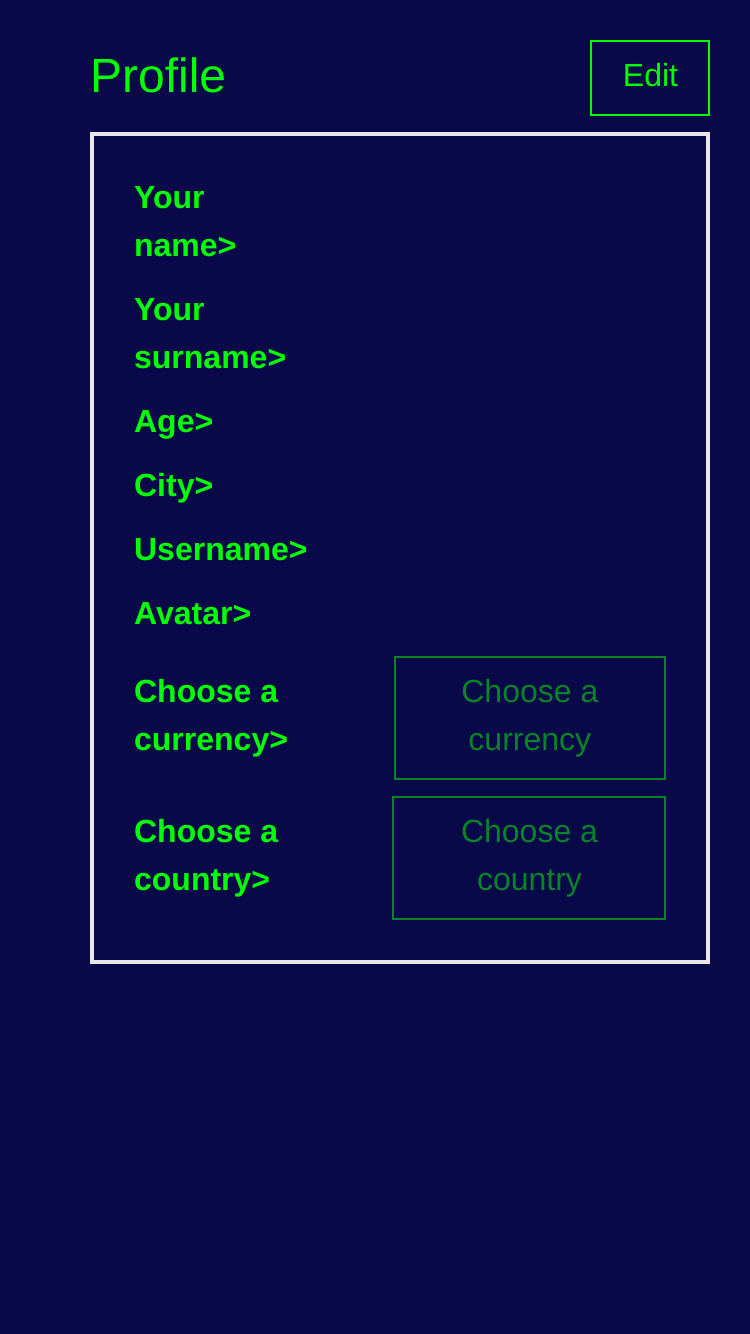 Profile
Edit
Your
name>
Your
surname>
Age>
City>
Username>
Avatar>
Choose a
currency>
Choose a
currency
Choose a
country>
Choose a
country